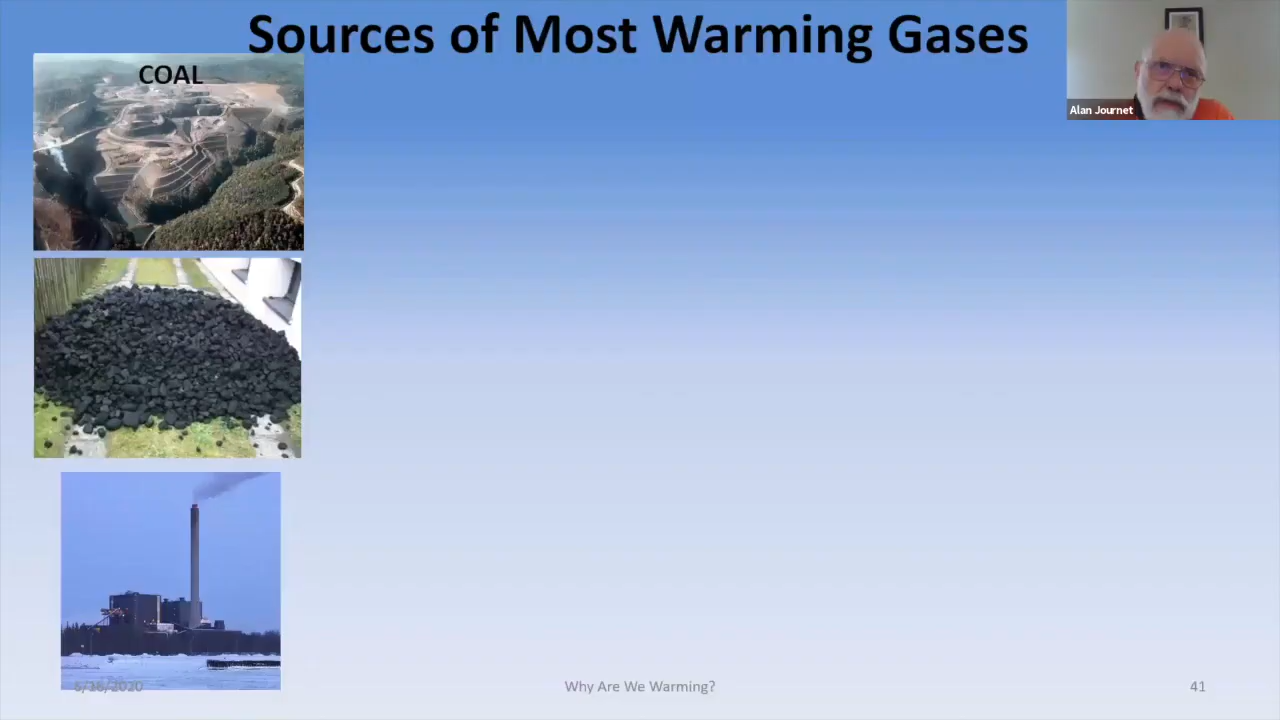 Sources of Most Warming Gases
COAL
Alan Journet
Why Are We Warming?
41